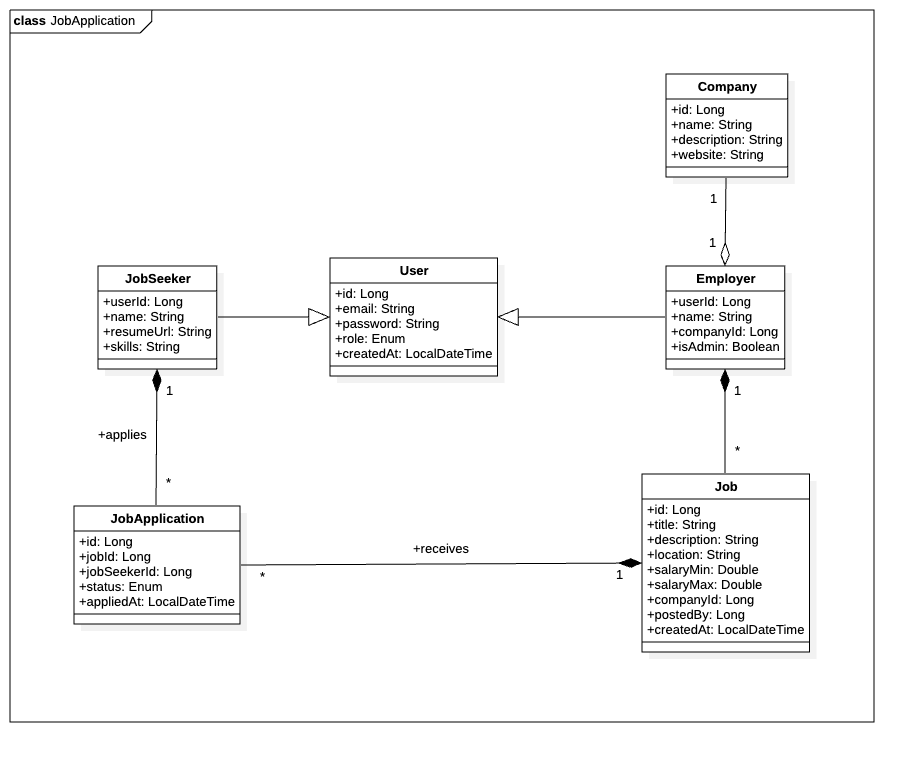 class JobApplication
Company
+id: Long
+name: String
+description: String
+website: String
1
1
JobSeeker
+userId: Long
+name: String
+resumeUrl: String
+skills: String
User
+id: Long
+email: String
+password: String
+role: Enum
+createdAt: LocalDateTime
Employer
+userId: Long
+name: String
+companyId: Long
+isAdmin: Boolean
1
+applies
*
1
*
JobApplication
+id: Long
+jobId: Long
+jobSeekerId: Long
+status: Enum
+appliedAt: LocalDateTime
+receives
*
1
Job
+id: Long
+title: String
+description: String
+location: String
+salaryMin: Double
+salaryMax: Double
+companyId: Long
+postedBy: Long
+createdAt: LocalDateTime